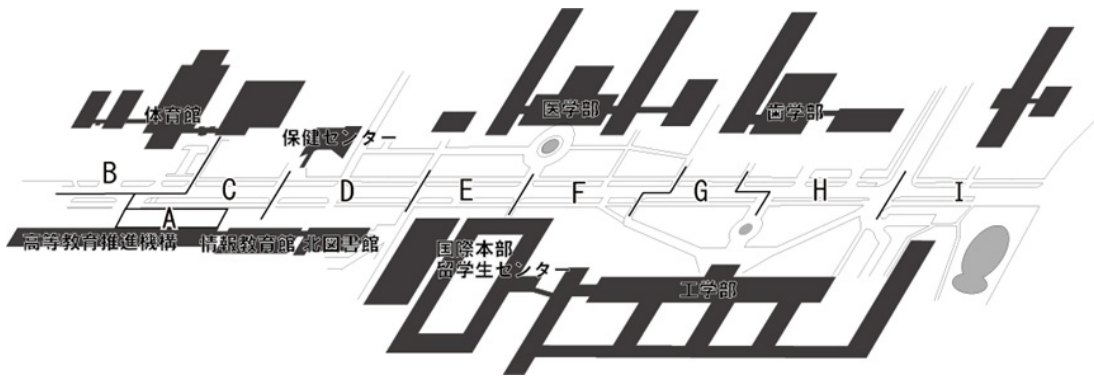 体育館
医学部
歯学部
保健センター
B
C
D
E
F
G
H
I
A
高等教育推進機構
情報教育館
北図書館
国際本部
留学生センター
工学部